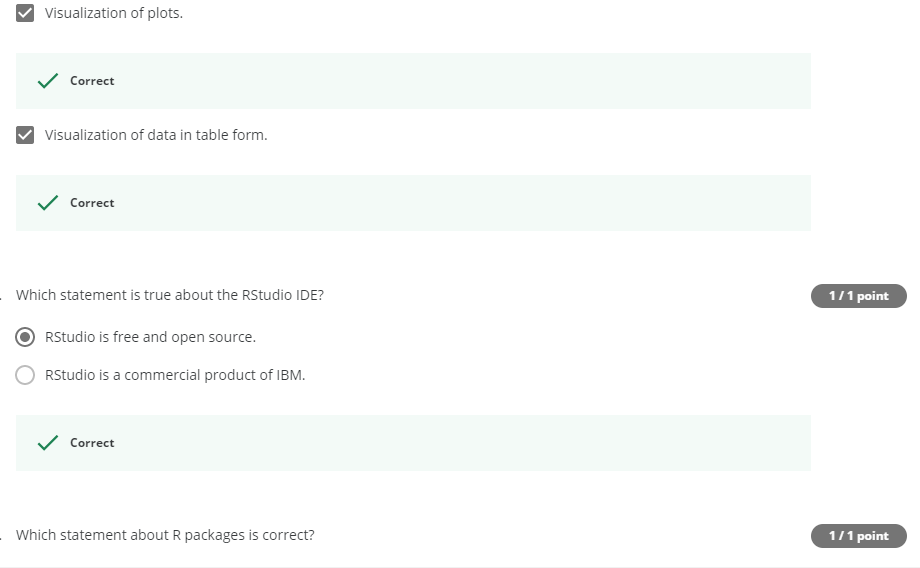 Visualization of plots.
Correct
Visualization of data in table form.
Correct
Which statement is true about the RStudio IDE?
1 / 1 point
RStudio is free and open source.
RStudio is a commercial product of IBM.
Correct
Which statement about R packages is correct?
1 / 1 point